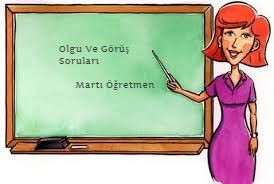 Olgu Ve Görüş
Soruları
Martı Öğretmen